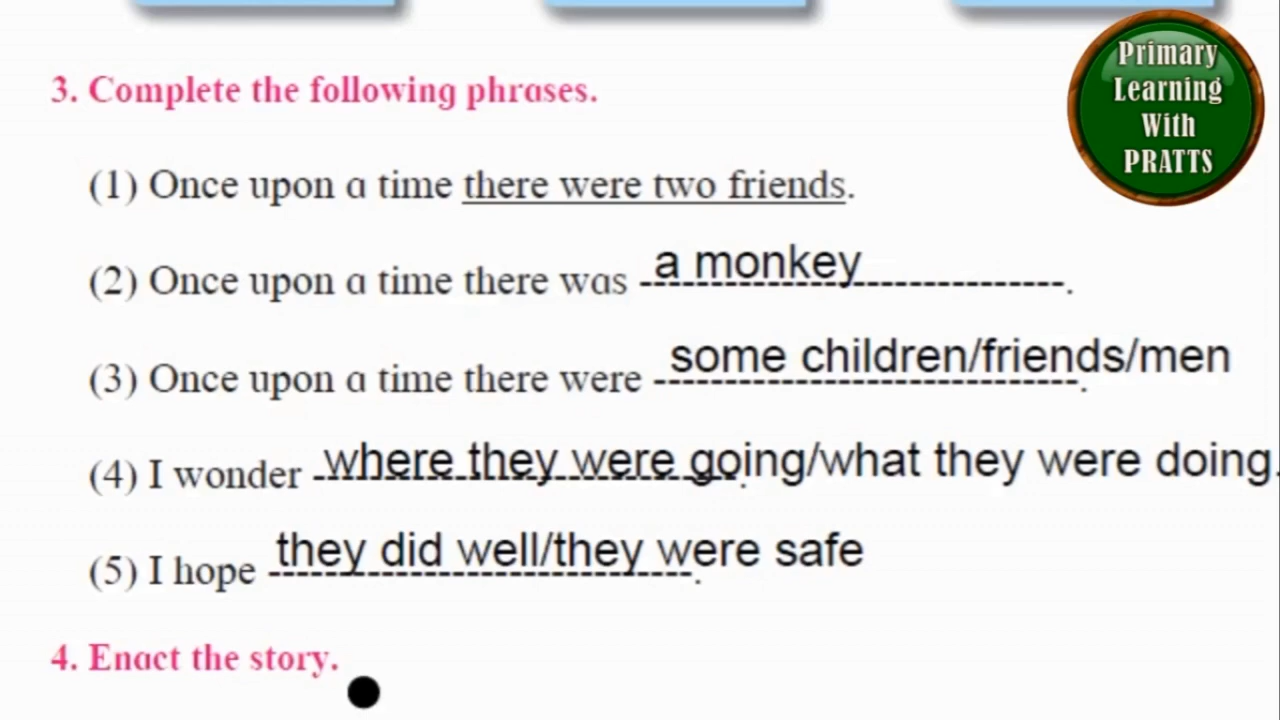 Primary
Learning
With
PRATTS
3. Complete the following phrases.
(1) Once upon a time there were two friends.
(2) Once upon a time there was a monkey.
(3) Once upon a time there were some children/friends/men.
(4) I wonder where they were going/what they were doing.
(5) I hope they did well/they were safe.
4. Enact the story.